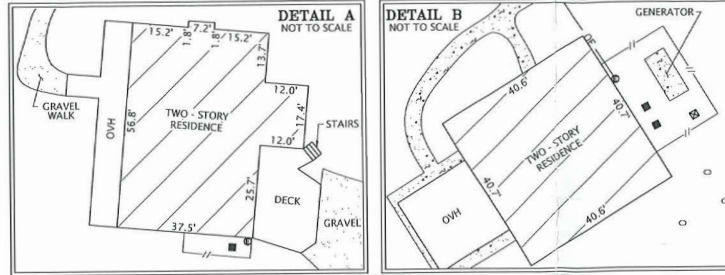 DETAIL A
NOT TO SCALE
15.2'
1.8'
7.2'
1.8'
15.2'
13.7'
12.0'
17.4'
12.0'
25.7'
37.5'
56.8'
GRAVEL
WALK
OVH
TWO - STORY
RESIDENCE
STAIRS
DECK
GRAVEL
DETAIL B
NOT TO SCALE
GENERATOR
OE
40.6'
40.7'
TWO - STORY
RESIDENCE
40.7'
40.6'
OVH